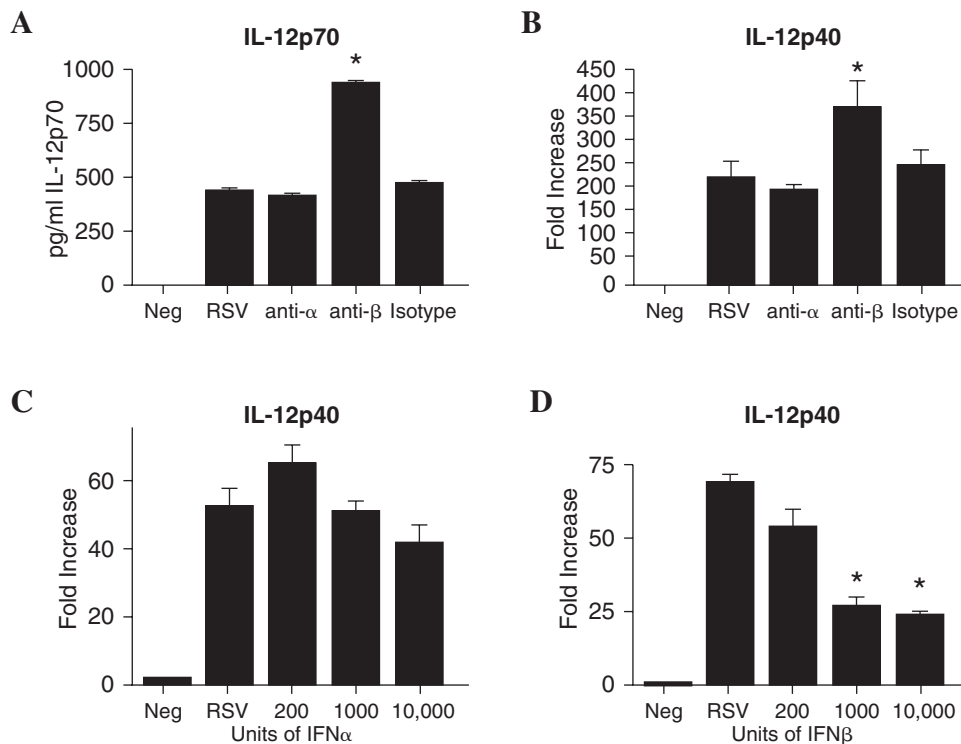 A
IL-12p70
pg/ml IL-12p70
1000
750
500
250
0
*
Neg RSV anti-α anti-β Isotype
B
IL-12p40
Fold Increase
450
400
350
300
250
200
150
100
50
0
*
Neg RSV anti-α anti-β Isotype
C
IL-12p40
Fold Increase
60
40
20
0
Neg RSV 200 1000 10,000
Units of IFNα
D
IL-12p40
Fold Increase
75
50
25
0
* *
Neg RSV 200 1000 10,000
Units of IFNβ